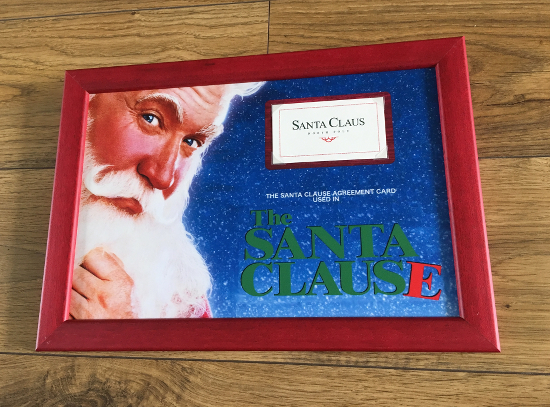 SANTA CLAUS
NORTH POLE
THE SANTA CLAUSE AGREEMENT CARD
USED IN
The
SANTA
CLAUSE